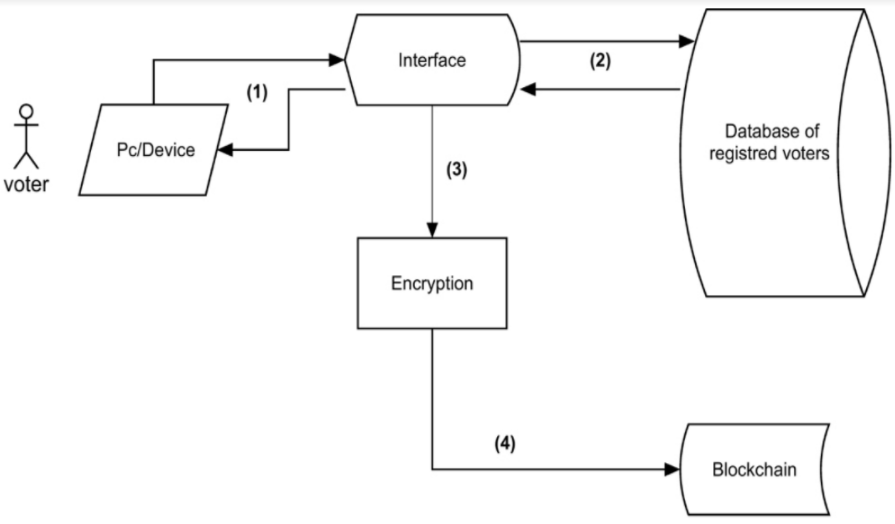 Interface
(2)
(1)
Database of
registred voters
Pc/Device
voter
(3)
Encryption
(4)
Blockchain